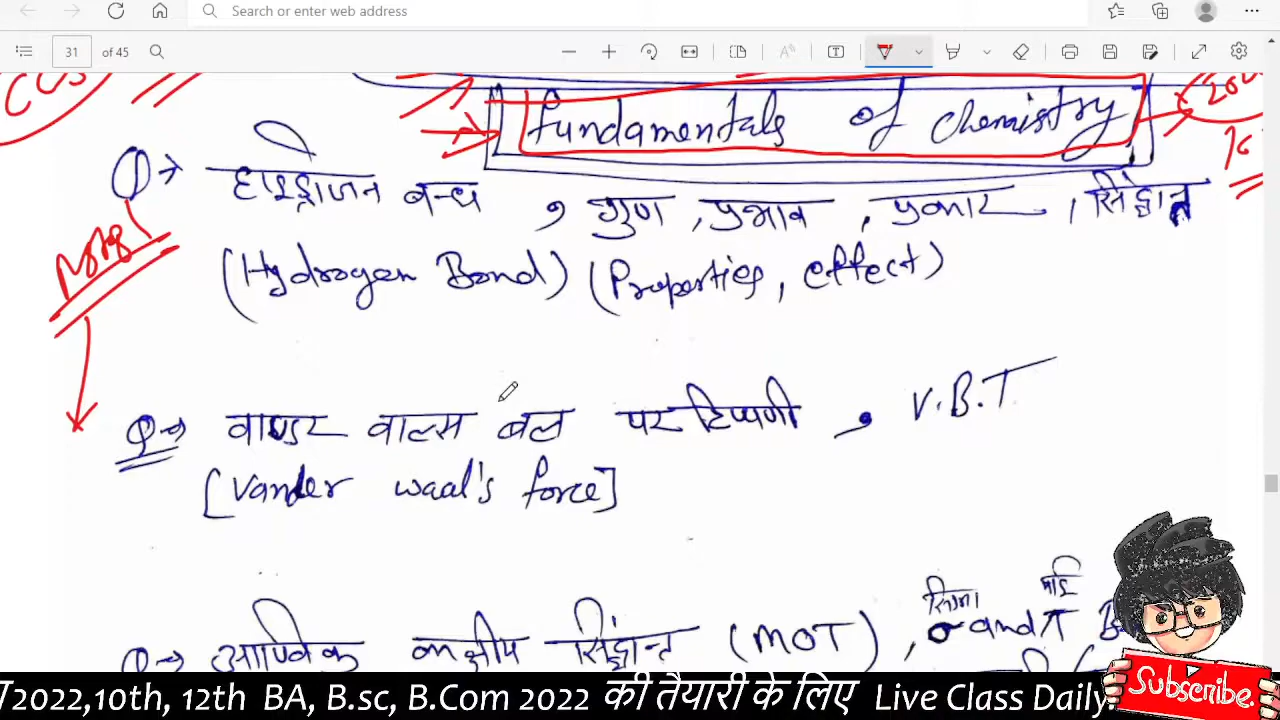 Search or enter web address
31 of 45
CCS
fundamentals of chemistry
Q→ हाइड्रोजन बन्ध , गुण , प्रभाव , प्रकार , सिद्धान्त
(Hydrogen Bond) (Properties, effect)
Q→ वाण्डर वाल्स बल पर टिप्पणी , V.B.T
[Vander waal's force]
सिग्मा पाई
Q→ आण्विक कक्षीय सिद्धान्त (MOT) , σ and π B
2022,10th, 12th BA, B.sc, B.Com 2022 की तैयारी के लिए Live Class Daily
Subscribe